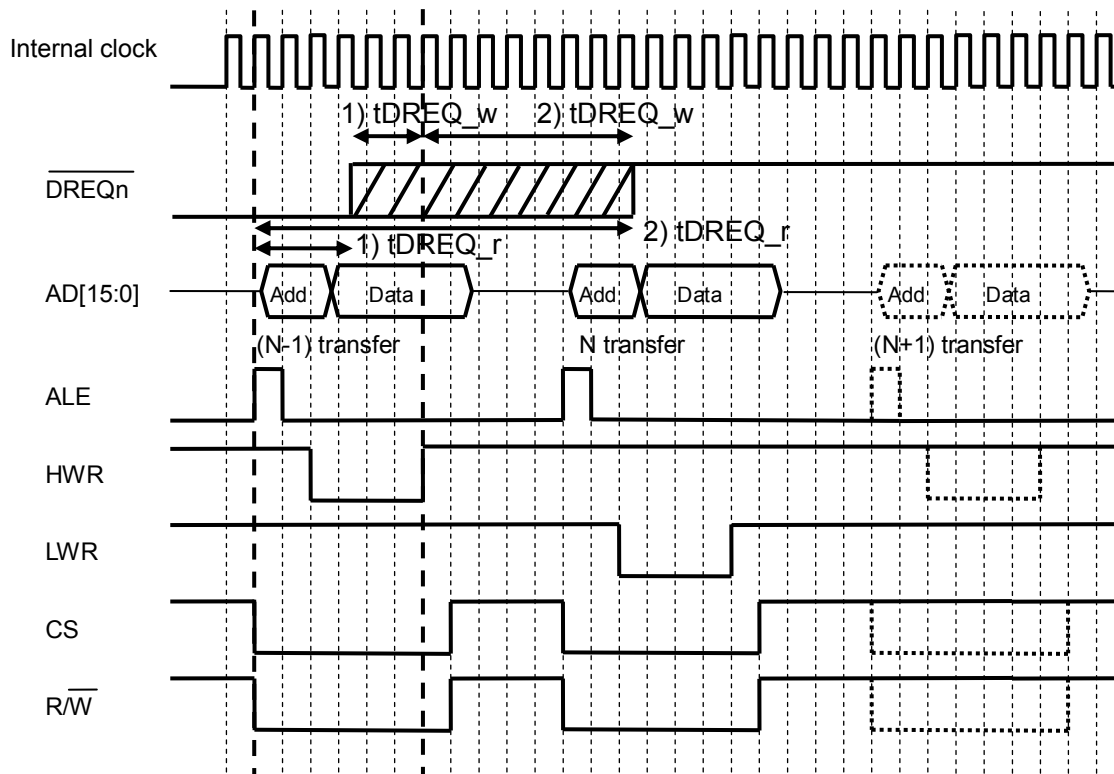 Internal clock
1) tDREQ_w 2) tDREQ_w
DREQn
2) tDREQ_r
1) tDREQ_r
AD[15:0] Add Data Add Data Add Data
(N-1) transfer N transfer (N+1) transfer
ALE
HWR
LWR
CS
R/W